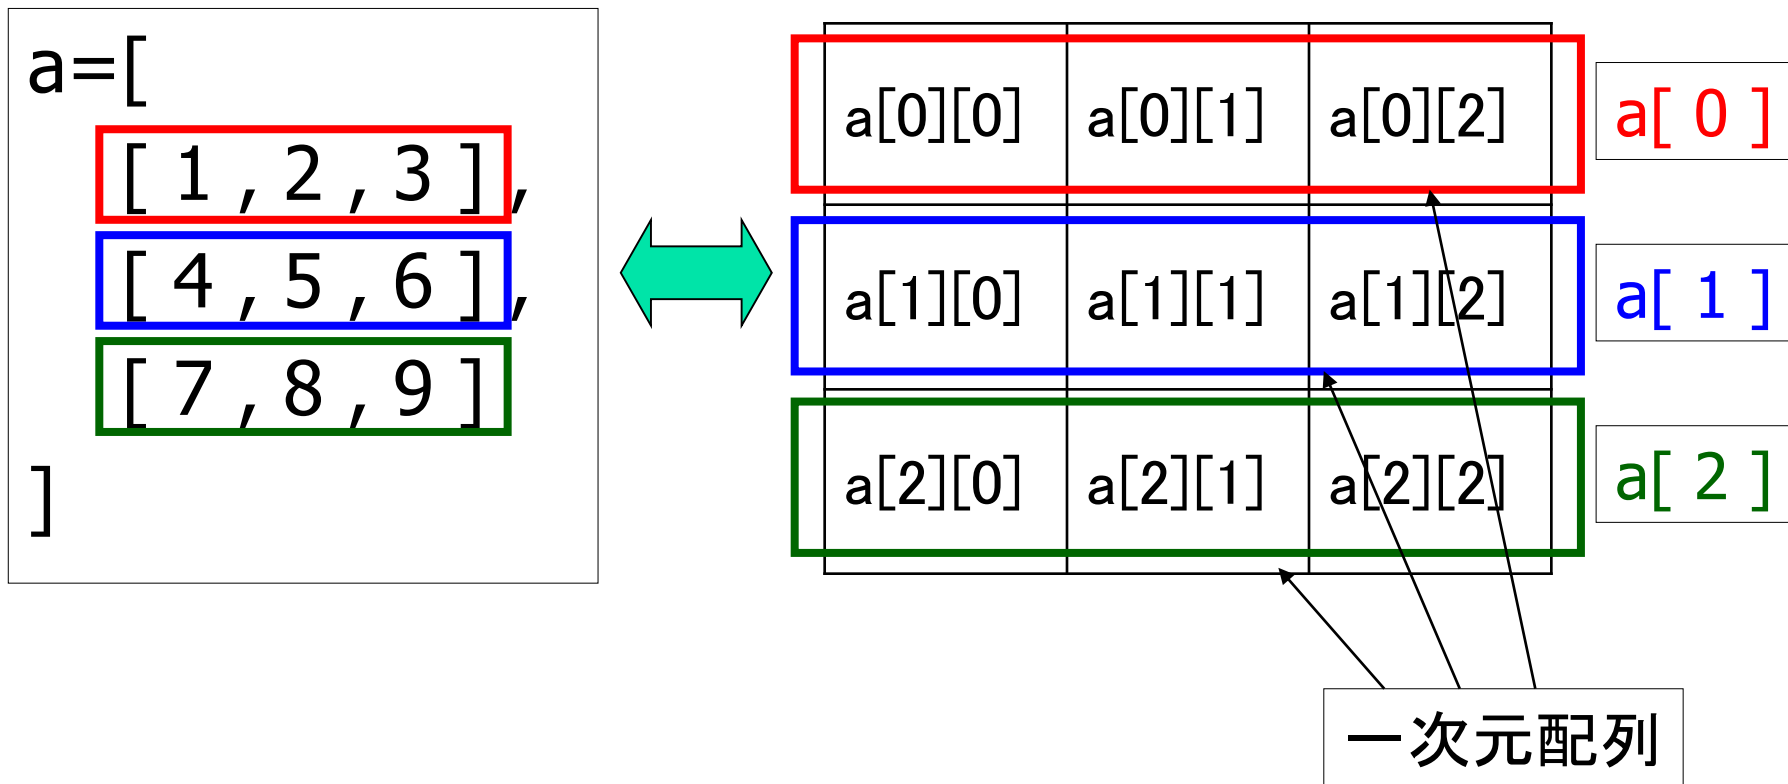 a=[
[ 1 , 2 , 3 ],
[ 4 , 5 , 6 ],
[ 7 , 8 , 9 ]
]
a[0][0] a[0][1] a[0][2]
a[ 0 ]
a[1][0] a[1][1] a[1][2]
a[ 1 ]
a[2][0] a[2][1] a[2][2]
a[ 2 ]
一次元配列